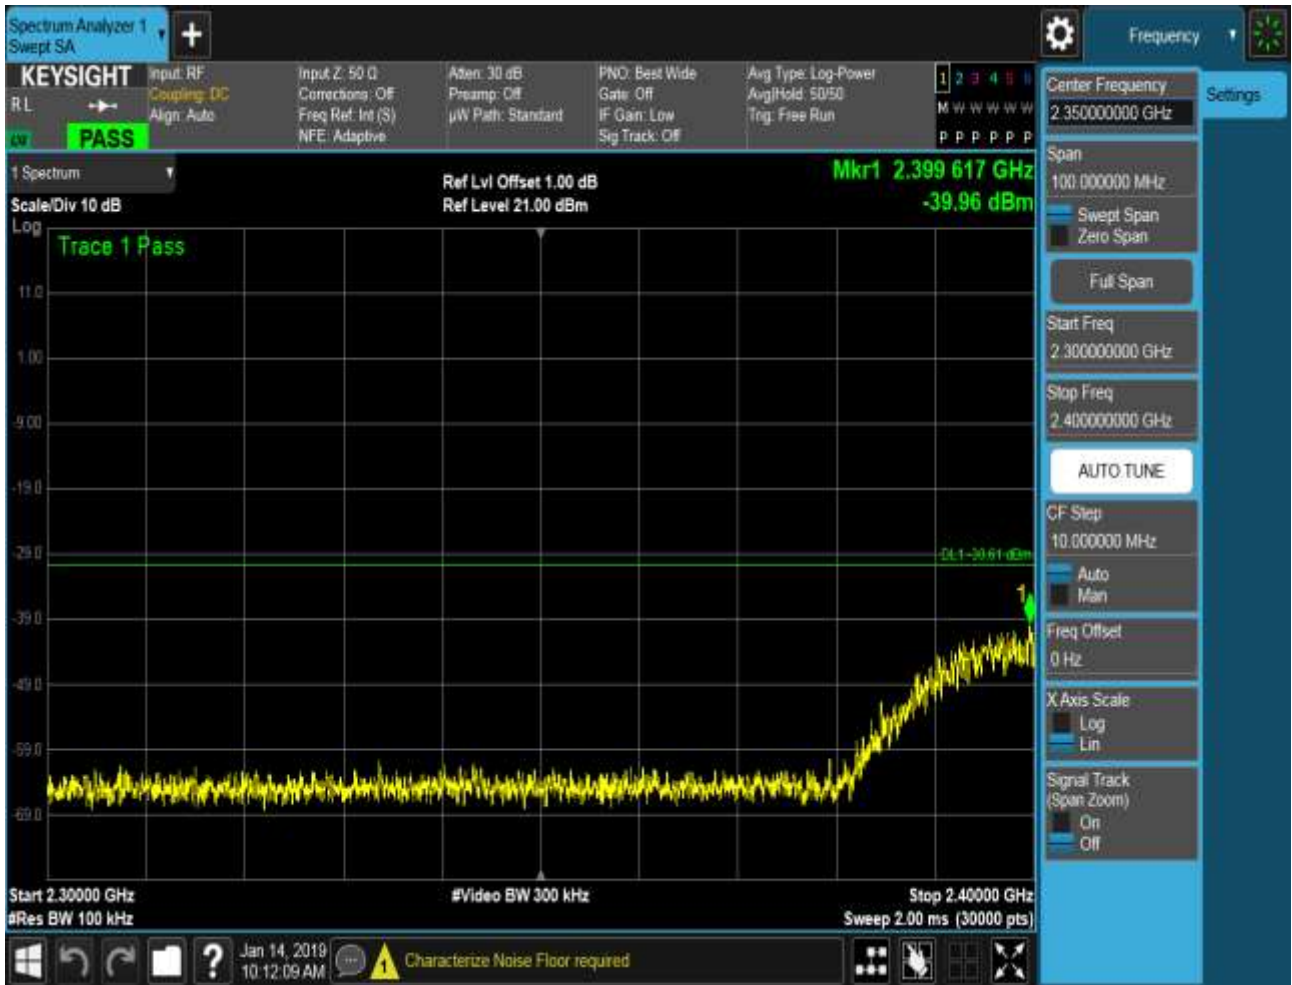 Spectrum Analyzer 1
Swept SA
+
Frequency
KEYSIGHT
R L
LXI
PASS
Input: RF
Coupling: DC
Align: Auto
Input Z: 50 Ω
Corrections: Off
Freq Ref: Int (S)
NFE: Adaptive
Atten: 30 dB
Preamp: Off
µW Path: Standard
PNO: Best Wide
Gate: Off
IF Gain: Low
Sig Track: Off
Avg Type: Log-Power
Avg|Hold: 50/50
Trig: Free Run
1 2 3 4 5 6
M W W W W W
P P P P P P
1 Spectrum
Scale/Div 10 dB
Log
Ref Lvl Offset 1.00 dB
Ref Level 21.00 dBm
Mkr1 2.399 617 GHz
-39.96 dBm
Trace 1 Pass
11.0
1.00
-9.00
-19.0
-29.0
-39.0
-49.0
-59.0
-69.0
DL1 -30.61 dBm
1
Start 2.30000 GHz
#Res BW 100 kHz
#Video BW 300 kHz
Stop 2.40000 GHz
Sweep 2.00 ms (30000 pts)
Center Frequency
2.350000000 GHz
Settings
Span
100.000000 MHz
Swept Span
Zero Span
Full Span
Start Freq
2.300000000 GHz
Stop Freq
2.400000000 GHz
AUTO TUNE
CF Step
10.000000 MHz
Auto
Man
Freq Offset
0 Hz
X Axis Scale
Log
Lin
Signal Track
(Span Zoom)
On
Off
?
Jan 14, 2019
10:12:09 AM
1
Characterize Noise Floor required